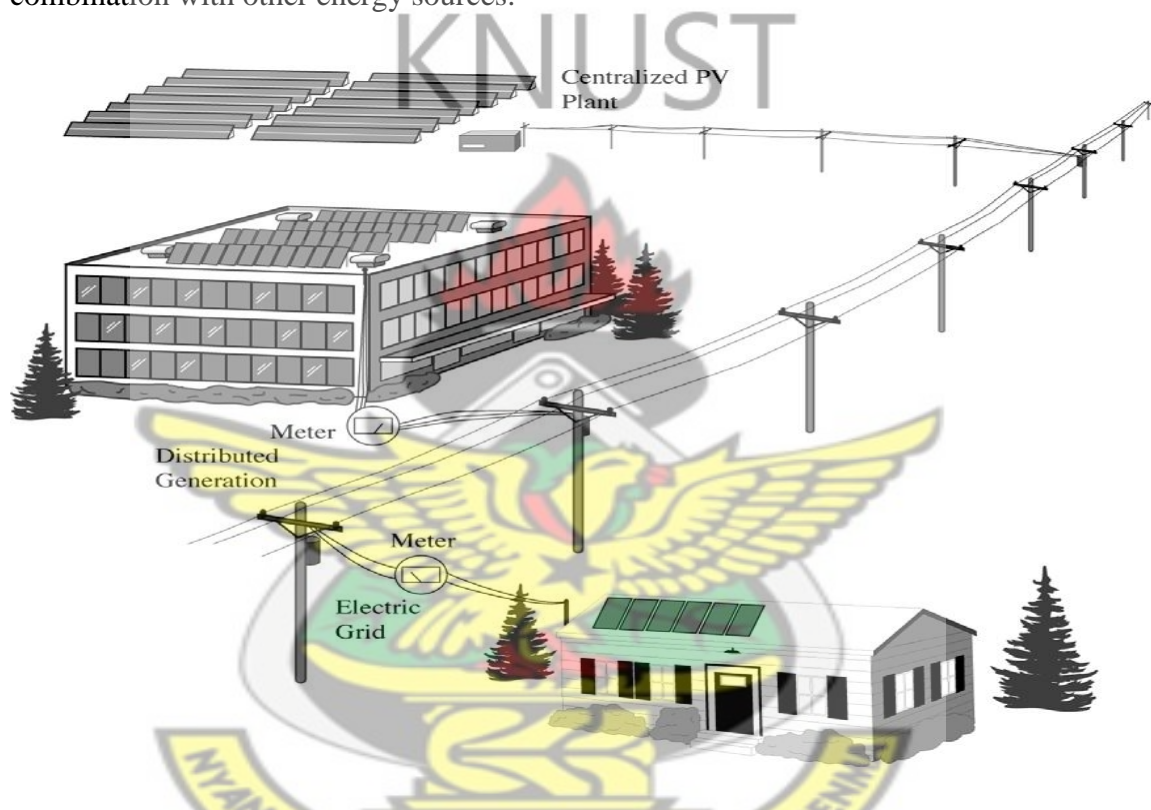 combination with other energy sources.
KNUST
Centralized PV
Plant
Meter
Distributed
Generation
Meter
Electric
Grid